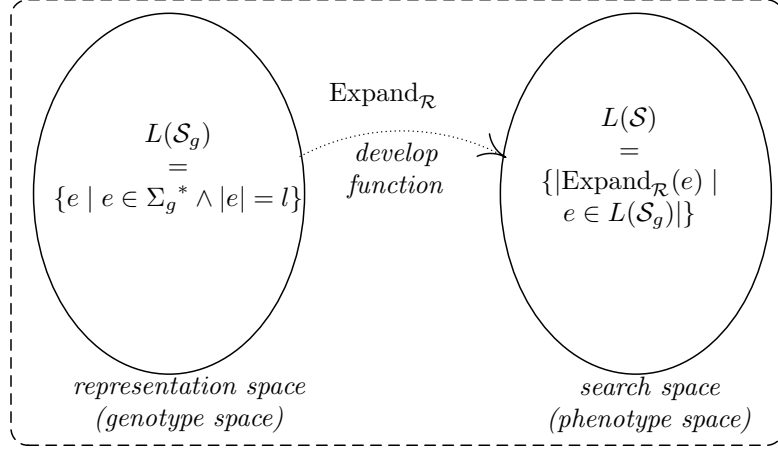 L(𝒮_g)
=
{e | e ∈ Σ_g* ∧ |e| = l}
Expand_ℛ
develop
function
L(𝒮)
=
{|Expand_ℛ(e) |
e ∈ L(𝒮_g)|}
representation space
(genotype space)
search space
(phenotype space)